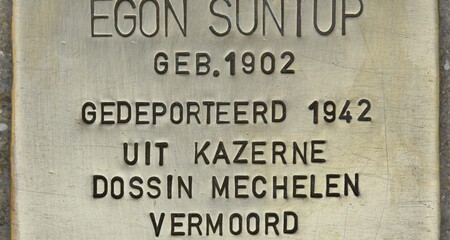 EGON SUNTUP
GEB.1902
GEDEPORTEERD 1942
UIT KAZERNE
DOSSIN MECHELEN
VERMOORD